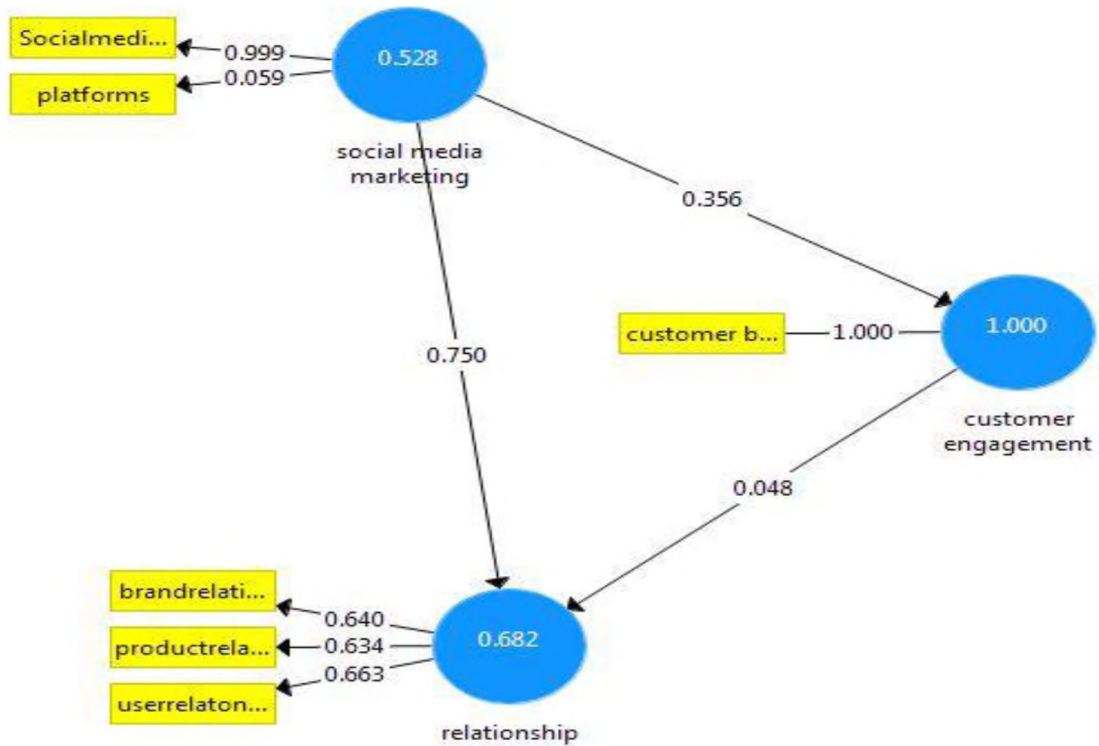 Socialmedi...
0.999
0.059
platforms
0.528
social media
marketing
0.356
customer b...
1.000
1.000
customer
engagement
0.750
0.048
brandrelati...
0.640
productrela...
0.634
0.663
userrelaton...
0.682
relationship